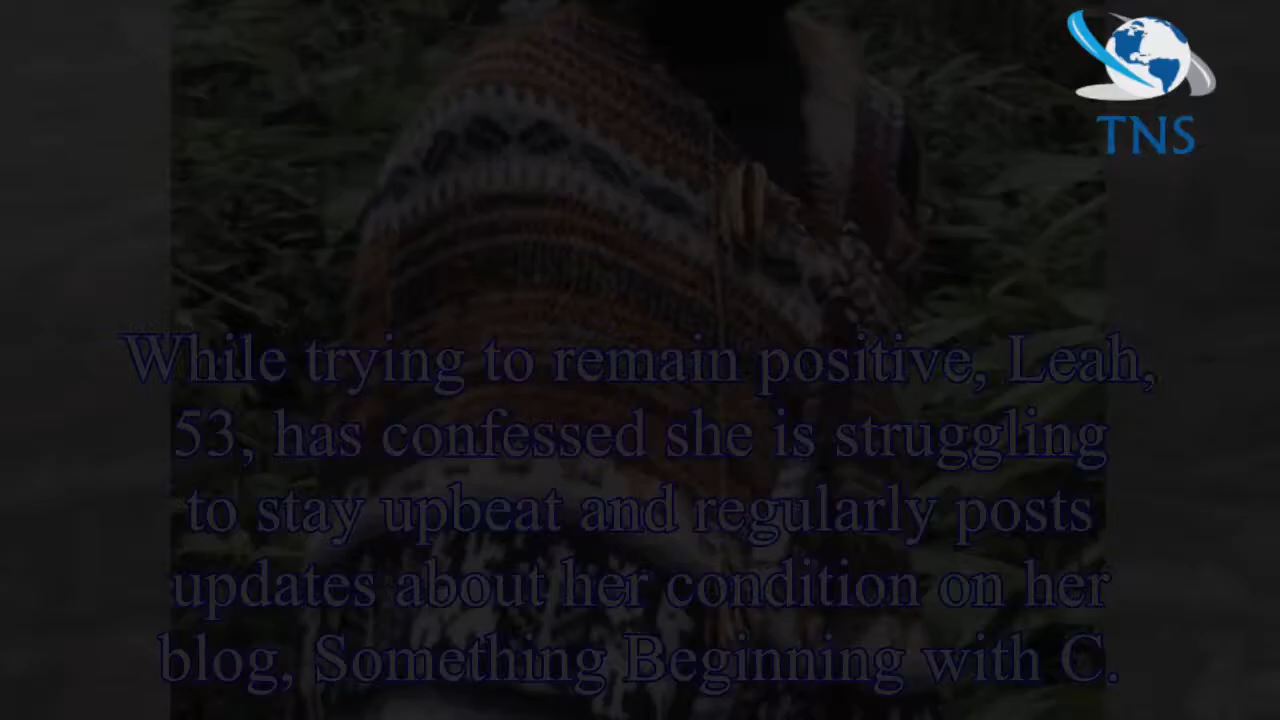 TNS
While trying to remain positive, Leah,
53, has confessed she is struggling
to stay upbeat and regularly posts
updates about her condition on her
blog, Something Beginning with C.